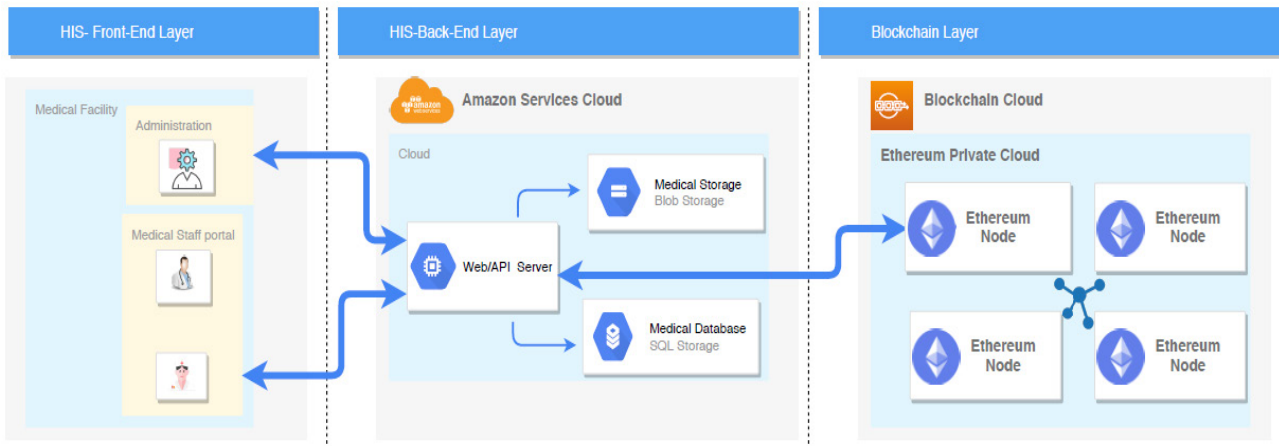 HIS- Front-End Layer
HIS-Back-End Layer
Blockchain Layer
Medical Facility
Administration
Medical Staff portal
amazon
webservices
Amazon Services Cloud
Cloud
Web/API Server
Medical Storage
Blob Storage
Medical Database
SQL Storage
Blockchain Cloud
Ethereum Private Cloud
Ethereum
Node
Ethereum
Node
Ethereum
Node
Ethereum
Node